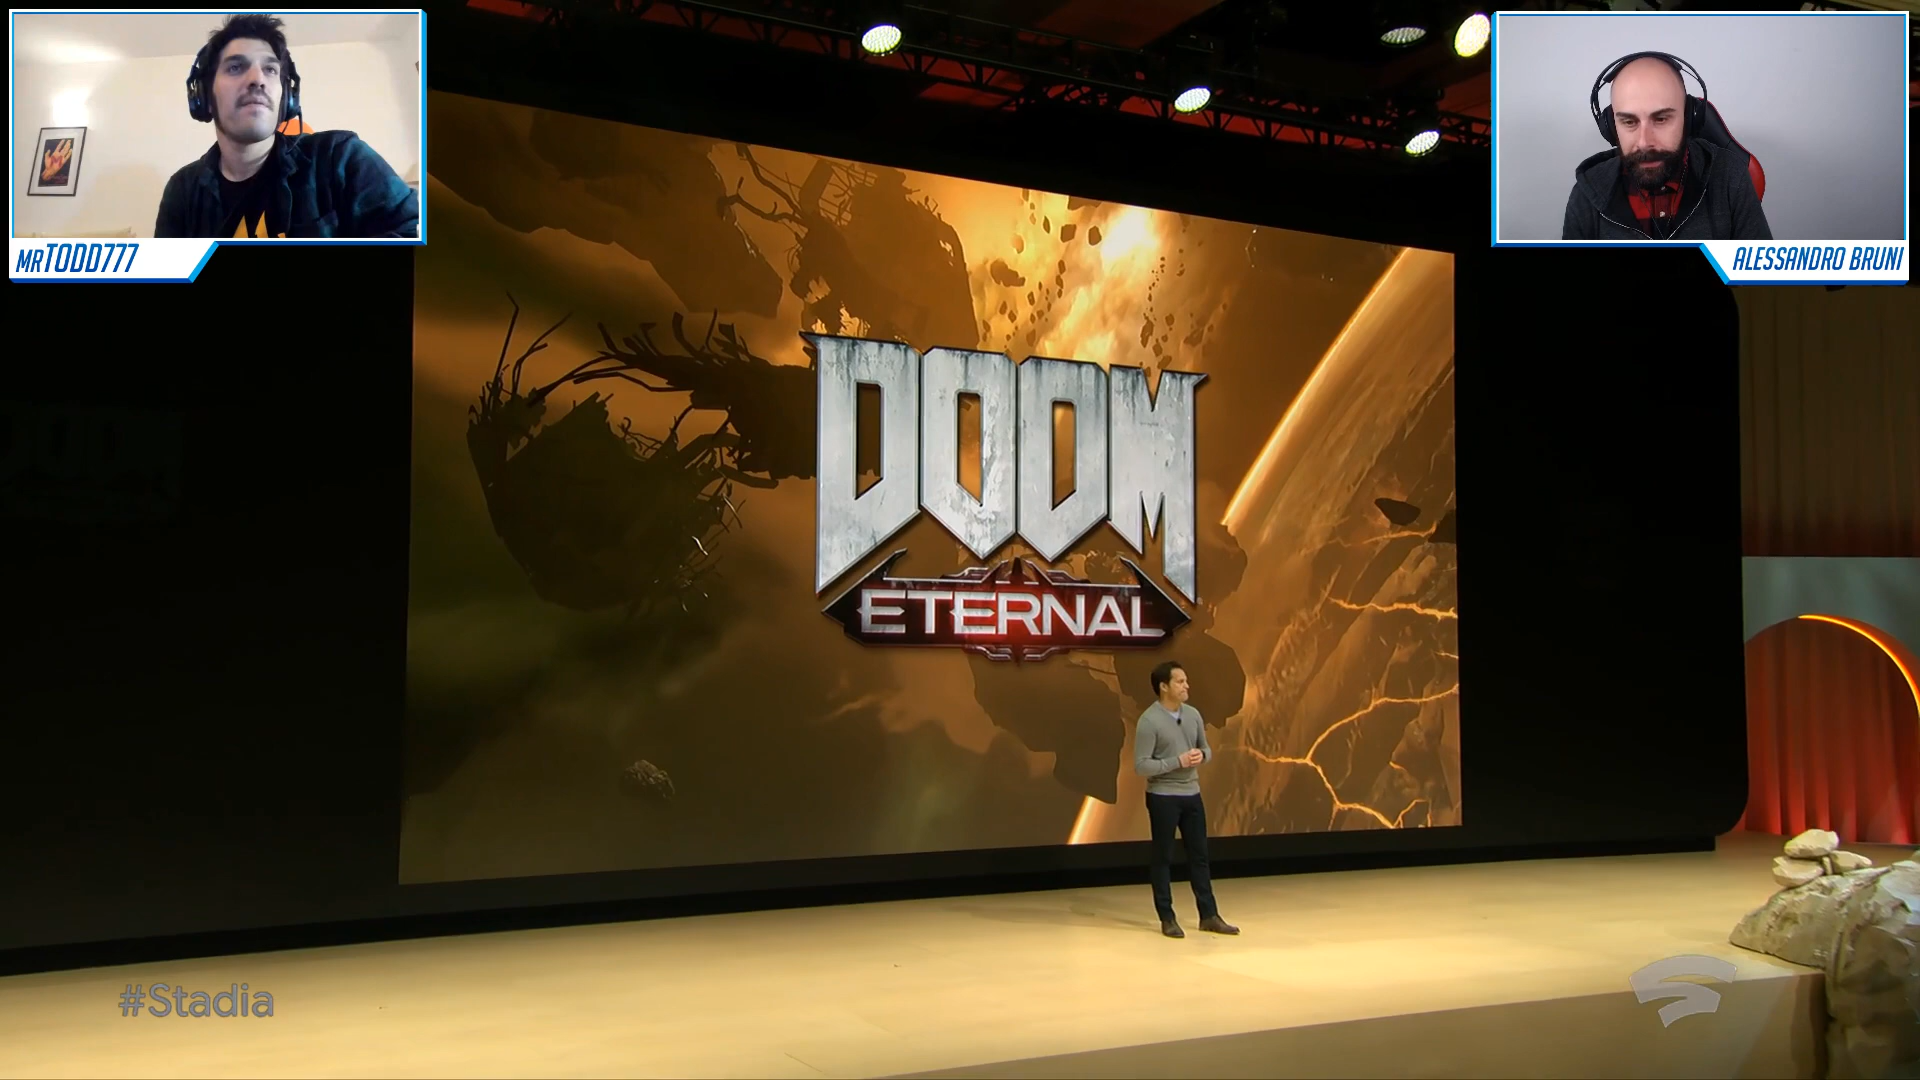 MRTODD777
ALESSANDRO BRUNI
DOOM
ETERNAL
#Stadia